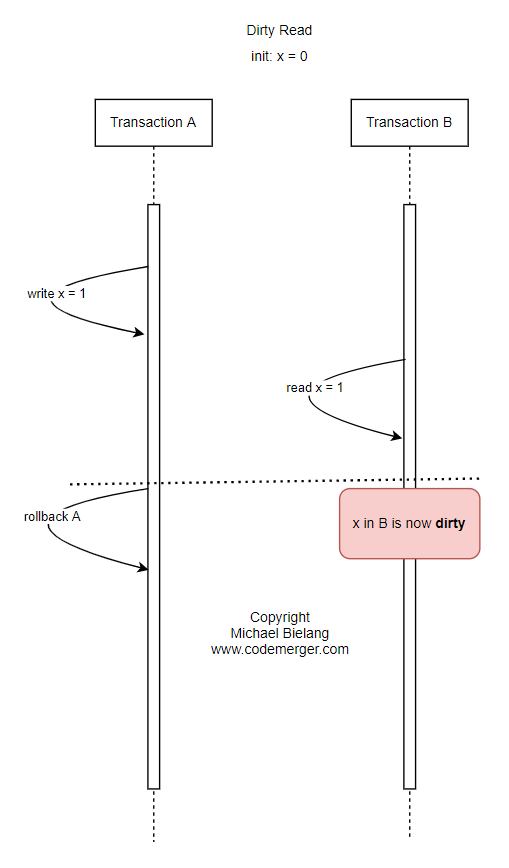 Dirty Read
init: x = 0
Transaction A
Transaction B
write x = 1
read x = 1
rollback A
x in B is now dirty
Copyright
Michael Bielang
www.codemerger.com